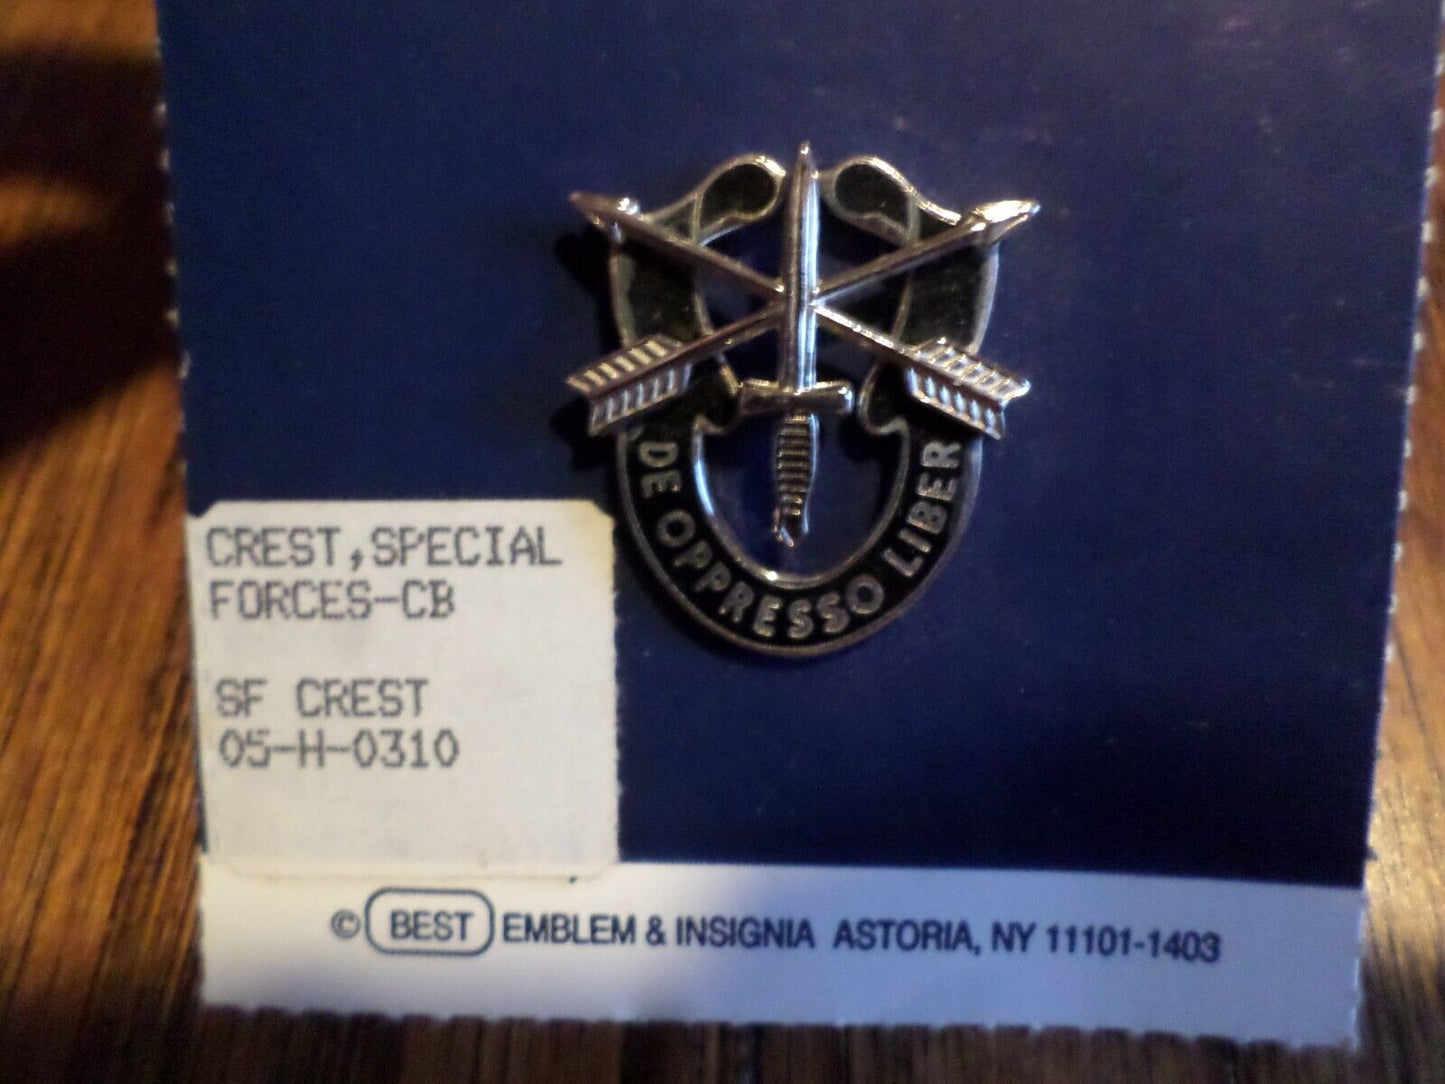 DE OPPRESSO LIBER
CREST,SPECIAL
FORCES-CB
SF CREST
05-H-0310
© BEST EMBLEM & INSIGNIA ASTORIA, NY 11101-1403